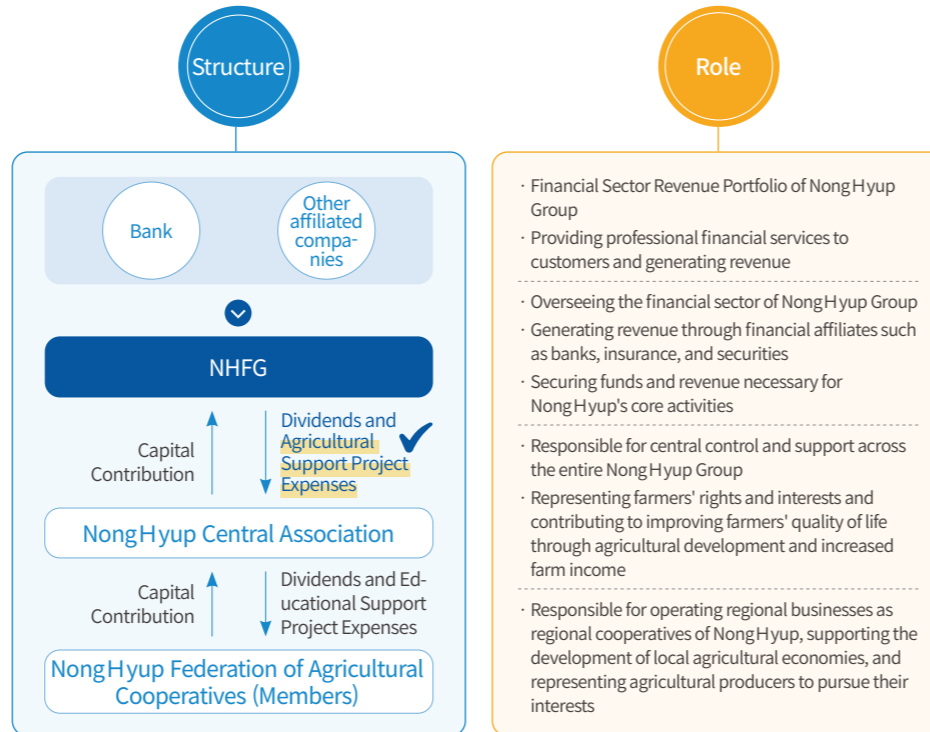 Structure
Bank
Other
affiliated
compa-
nies
NHFG
Capital
Contribution
Dividends and
Agricultural
Support Project
Expenses
NongHyup Central Association
Capital
Contribution
Dividends and Ed-
ucational Support
Project Expenses
NongHyup Federation of Agricultural
Cooperatives (Members)
Role
· Financial Sector Revenue Portfolio of NongHyup
Group
· Providing professional financial services to
customers and generating revenue
· Overseeing the financial sector of NongHyup Group
· Generating revenue through financial affiliates such
as banks, insurance, and securities
· Securing funds and revenue necessary for
NongHyup's core activities
· Responsible for central control and support across
the entire NongHyup Group
· Representing farmers' rights and interests and
contributing to improving farmers' quality of life
through agricultural development and increased
farm income
· Responsible for operating regional businesses as
regional cooperatives of NongHyup, supporting the
development of local agricultural economies, and
representing agricultural producers to pursue their
interests